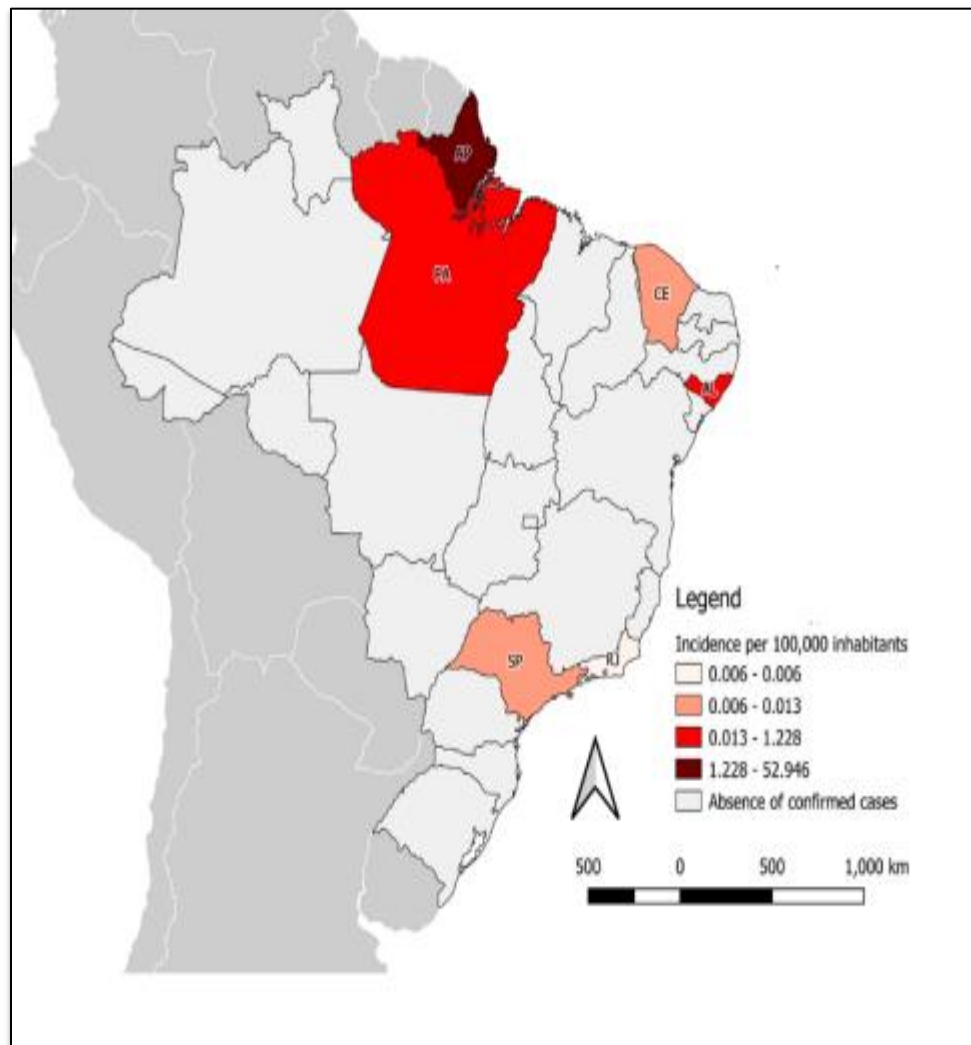 AP
PA
CE
AL
SP
RJ
Legend
Incidence per 100,000 inhabitants
0.006 - 0.006
0.006 - 0.013
0.013 - 1.228
1.228 - 52.946
Absence of confirmed cases
500 0 500 1,000 km